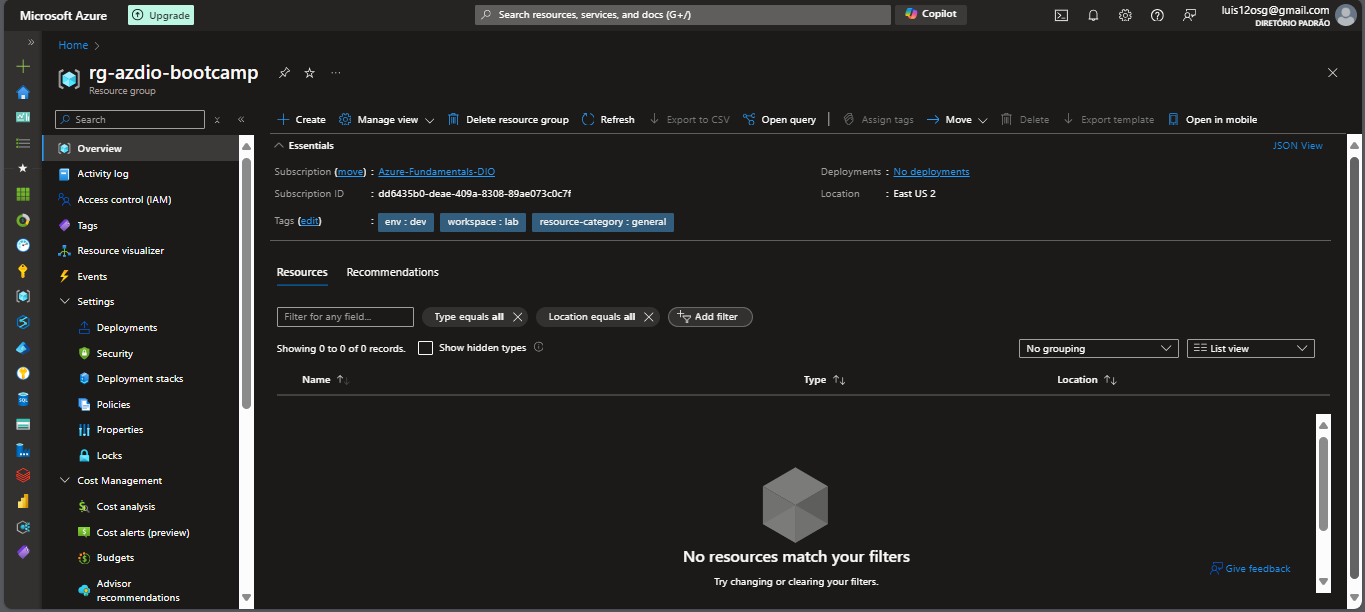 Microsoft Azure
Upgrade
Search resources, services, and docs (G+/)
Copilot
luis12osg@gmail.com
DIRETÓRIO PADRÃO
Home
rg-azdio-bootcamp
Resource group
Search
Create
Manage view
Delete resource group
Refresh
Export to CSV
Open query
Assign tags
Move
Delete
Export template
Open in mobile
Overview
Activity log
Access control (IAM)
Tags
Resource visualizer
Events
Settings
Deployments
Security
Deployment stacks
Policies
Properties
Locks
Cost Management
Cost analysis
Cost alerts (preview)
Budgets
Advisor
recommendations
Essentials
JSON View
Subscription (move) : Azure-Fundamentals-DIO
Deployments : No deployments
Subscription ID : dd6435b0-deae-409a-8308-89ae073c0c7f
Location : East US 2
Tags (edit) : env : dev workspace : lab resource-category : general
Resources Recommendations
Filter for any field...
Type equals all
Location equals all
Add filter
Showing 0 to 0 of 0 records.
Show hidden types
No grouping
List view
Name
Type
Location
No resources match your filters
Try changing or clearing your filters.
Give feedback